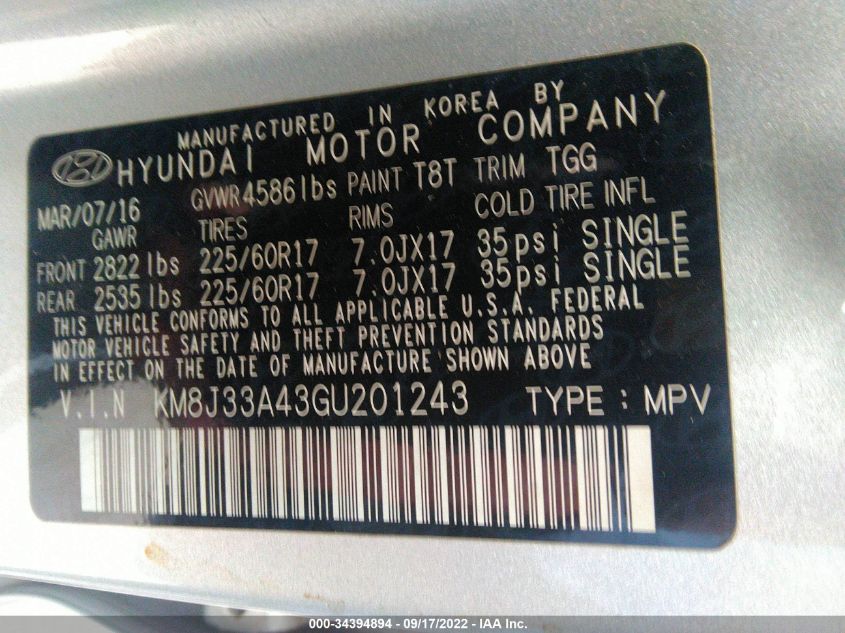 MANUFACTURED IN KOREA BY
HYUNDAI MOTOR COMPANY
MAR/07/16 GVWR 4586 lbs PAINT T8T TRIM TGG
GAWR TIRES RIMS COLD TIRE INFL
FRONT 2822 lbs 225/60R17 7.0JX17 35psi SINGLE
REAR 2535 lbs 225/60R17 7.0JX17 35psi SINGLE
THIS VEHICLE CONFORMS TO ALL APPLICABLE U.S.A. FEDERAL
MOTOR VEHICLE SAFETY AND THEFT PREVENTION STANDARDS
IN EFFECT ON THE DATE OF MANUFACTURE SHOWN ABOVE
V.I.N KM8J33A43GU201243 TYPE : MPV
000-34394894 - 09/17/2022 - IAA Inc.